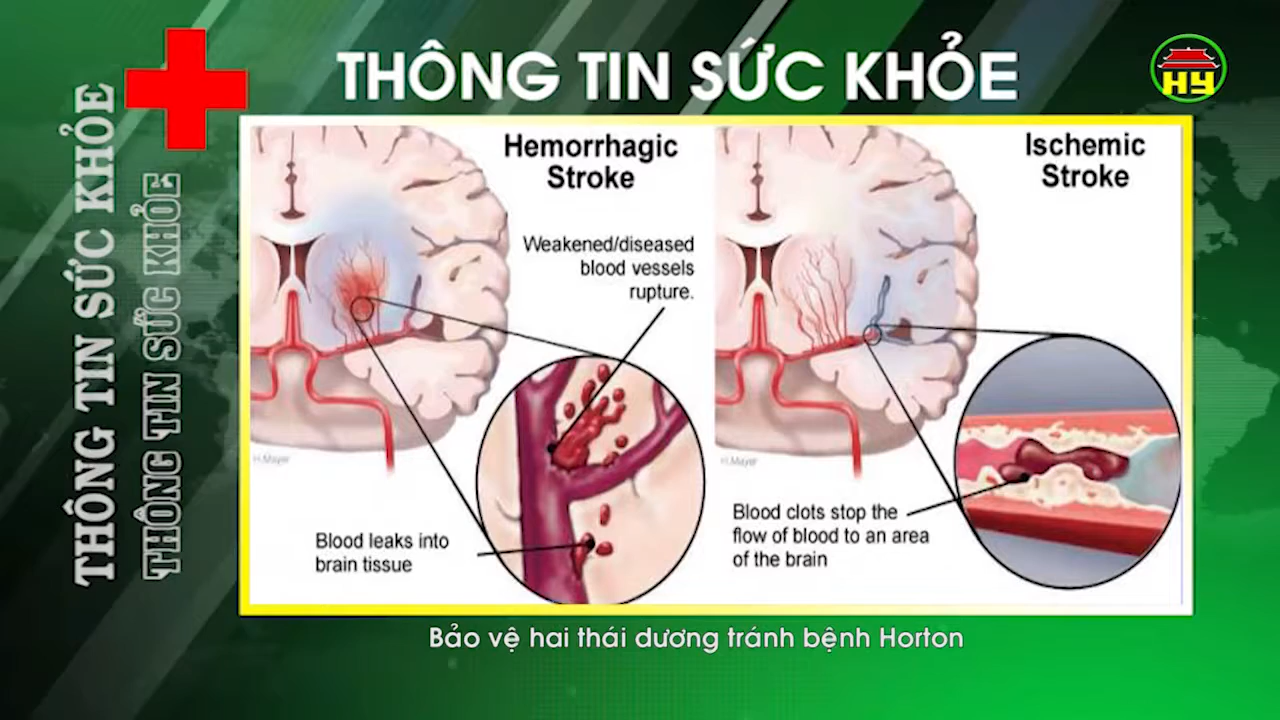 THÔNG TIN SỨC KHỎE
HY
THÔNG TIN SỨC KHỎE
THÔNG TIN SỨC KHỎE
Hemorrhagic
Stroke
Weakened/diseased
blood vessels
rupture.
Blood leaks into
brain tissue
H.Mayer
Ischemic
Stroke
Blood clots stop the
flow of blood to an area
of the brain
H.Mayer
Bảo vệ hai thái dương tránh bệnh Horton